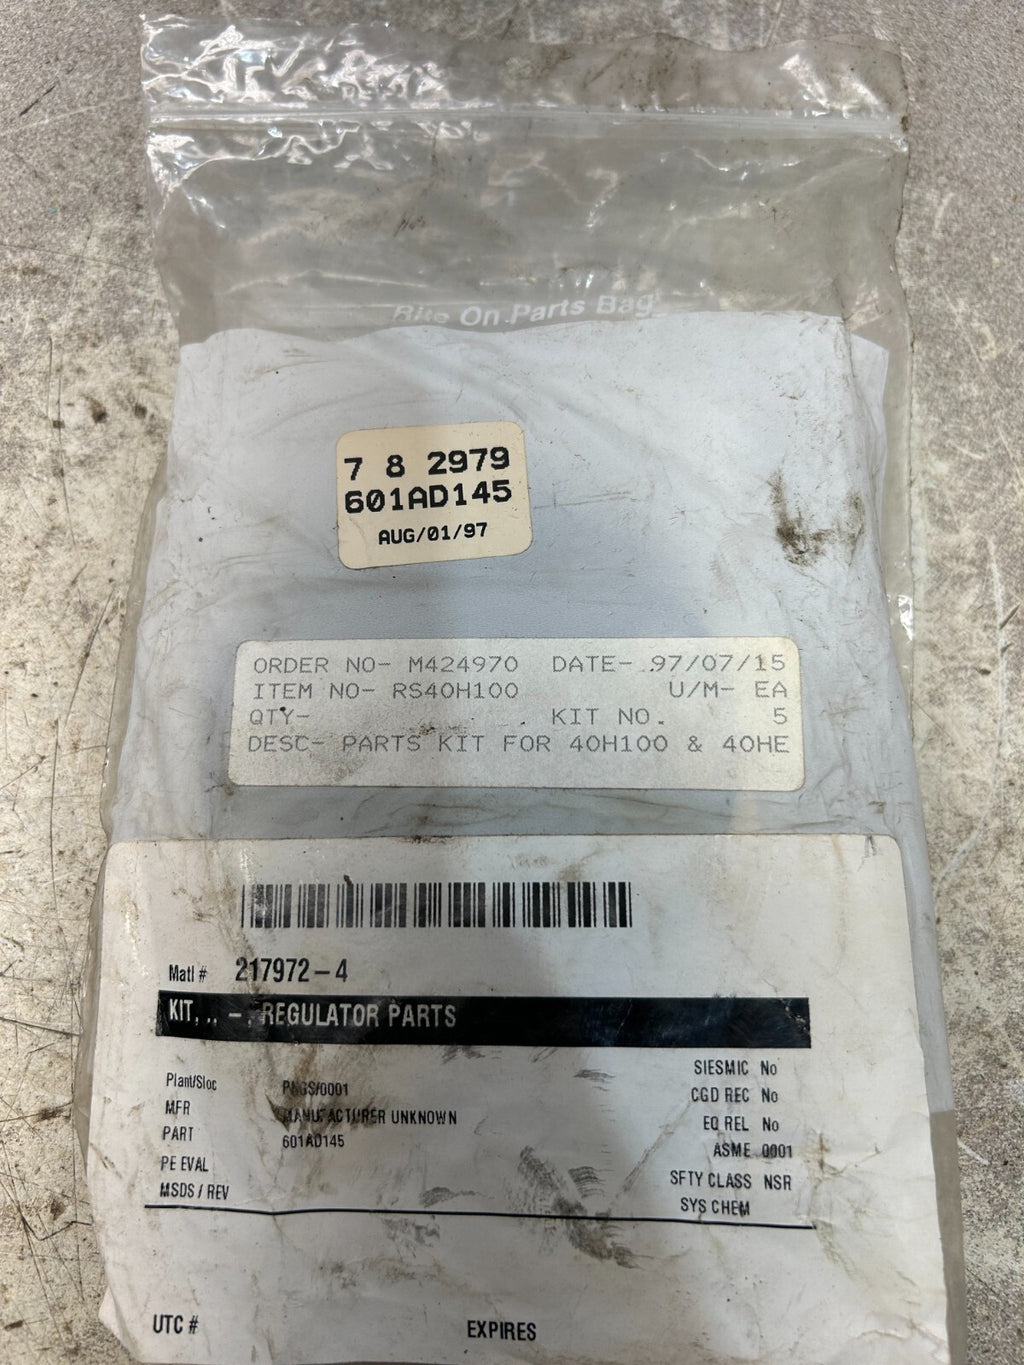 Rite On Parts Bag
7 8 2979
601AD145
AUG/01/97
ORDER NO- M424970 DATE- 97/07/15
ITEM NO- RS40H100 U/M- EA
QTY- KIT NO. 5
DESC- PARTS KIT FOR 40H100 & 40HE
Matl # 217972-4
KIT, .. - , REGULATOR PARTS
Plant/Sloc
MFR MANUFACTURER UNKNOWN
PART 601AD145
PE EVAL
MSDS / REV
SIESMIC No
CGD REC No
EQ REL No
ASME 0001
SFTY CLASS NSR
SYS CHEM
UTC # EXPIRES